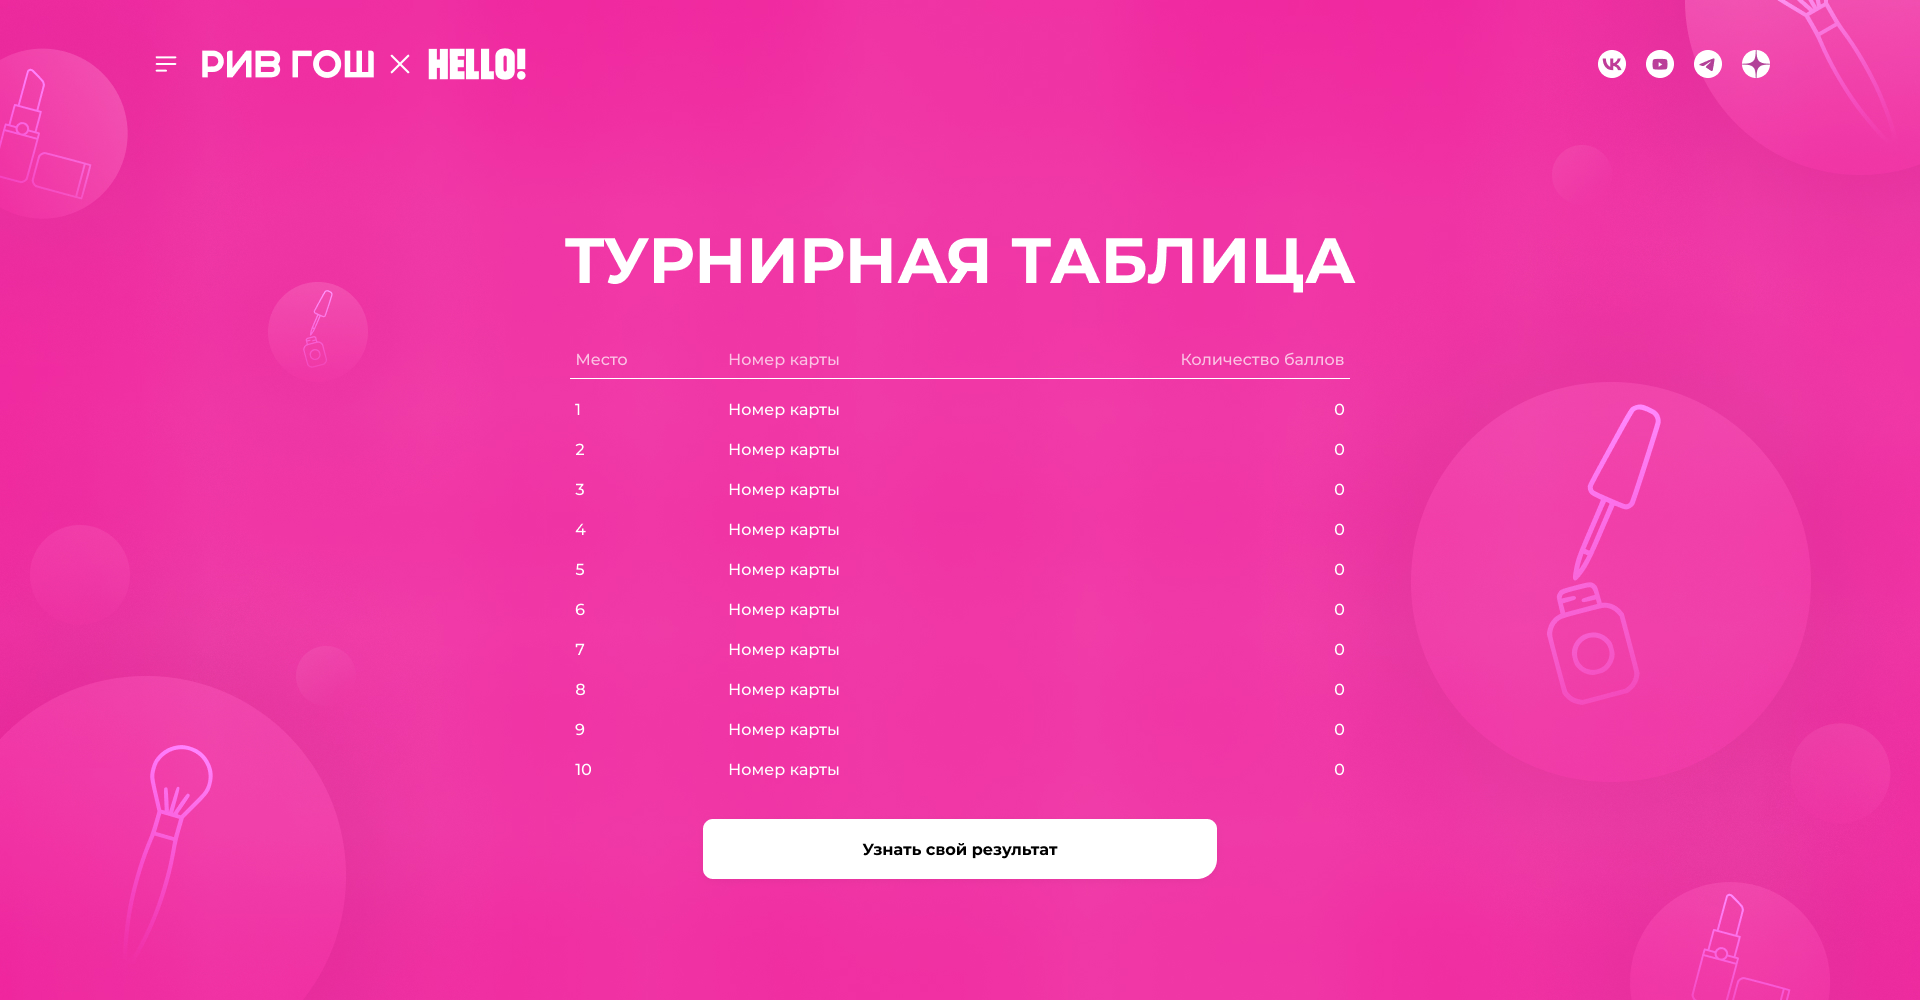 РИВ ГОШ × HELLO!
ТУРНИРНАЯ ТАБЛИЦА
Место Номер карты Количество баллов
1 Номер карты 0
2 Номер карты 0
3 Номер карты 0
4 Номер карты 0
5 Номер карты 0
6 Номер карты 0
7 Номер карты 0
8 Номер карты 0
9 Номер карты 0
10 Номер карты 0
Узнать свой результат